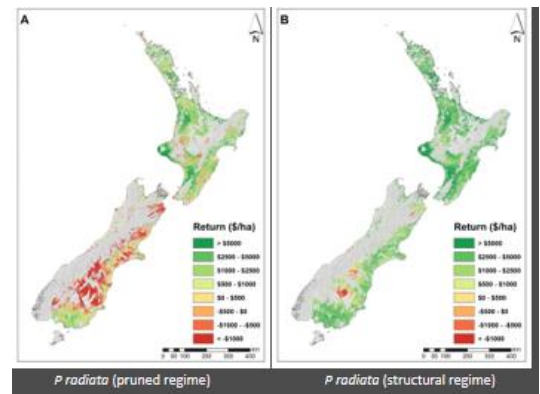 A
N
Return ($/ha)
> $5000
$2500 - $5000
$1000 - $2500
$500 - $1000
$0 - $500
-$500 - $0
-$1000 - -$500
< -$1000
B
N
Return ($/ha)
> $5000
$2500 - $5000
$1000 - $2500
$500 - $1000
$0 - $500
-$500 - $0
-$1000 - -$500
< -$1000
P radiata (pruned regime)
P radiata (structural regime)